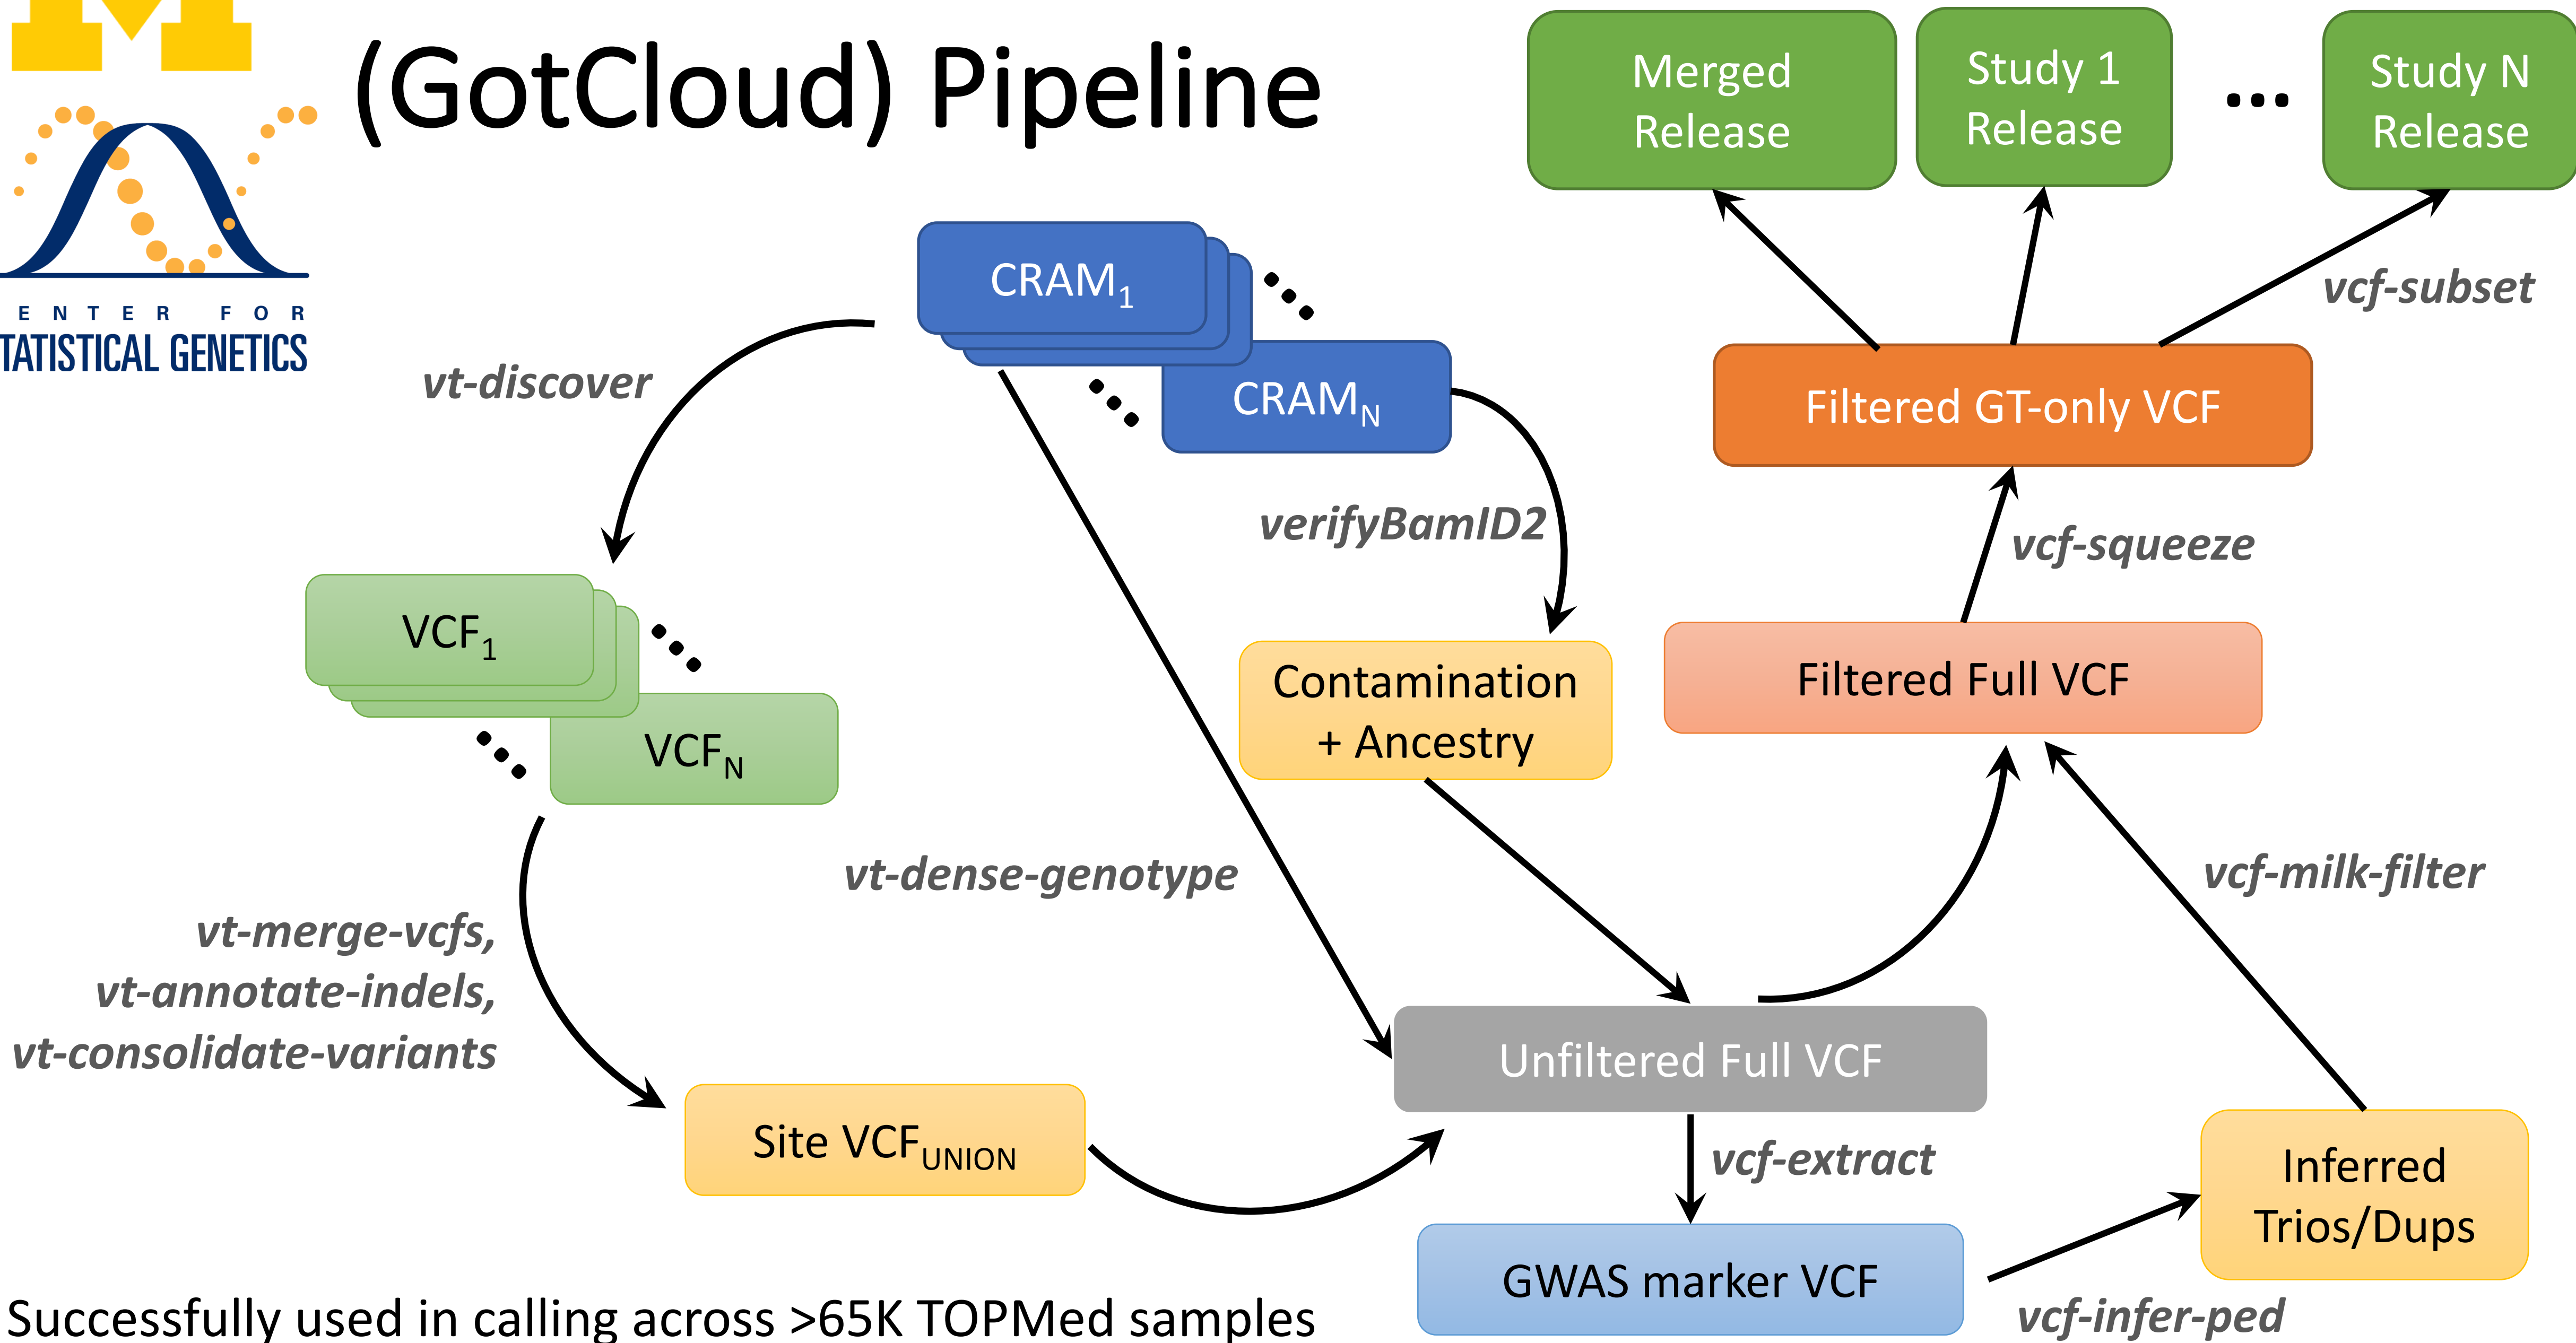 (GotCloud) Pipeline
ENTER FOR
TATISTICAL GENETICS
Merged
Release
Study 1
Release
...
Study N
Release
vcf-subset
CRAM1
CRAMN
vt-discover
Filtered GT-only VCF
verifyBamID2
vcf-squeeze
VCF1
VCFN
Contamination
+ Ancestry
Filtered Full VCF
vt-dense-genotype
vcf-milk-filter
vt-merge-vcfs,
vt-annotate-indels,
vt-consolidate-variants
Unfiltered Full VCF
Site VCFUNION
vcf-extract
Inferred
Trios/Dups
GWAS marker VCF
vcf-infer-ped
Successfully used in calling across >65K TOPMed samples